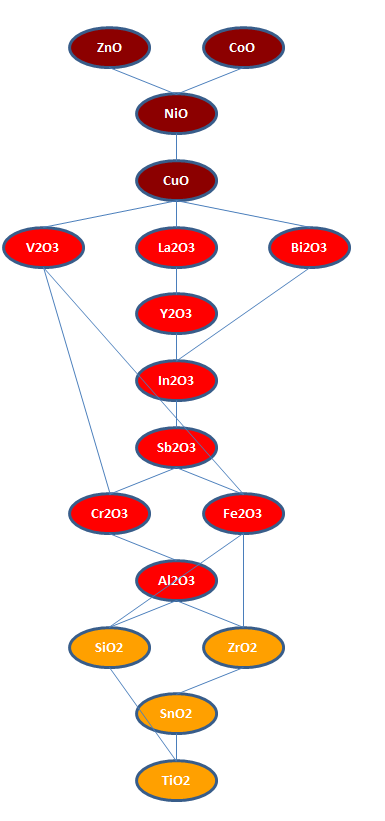 ZnO
CoO
NiO
CuO
V2O3
La2O3
Bi2O3
Y2O3
In2O3
Sb2O3
Cr2O3
Fe2O3
Al2O3
SiO2
ZrO2
SnO2
TiO2